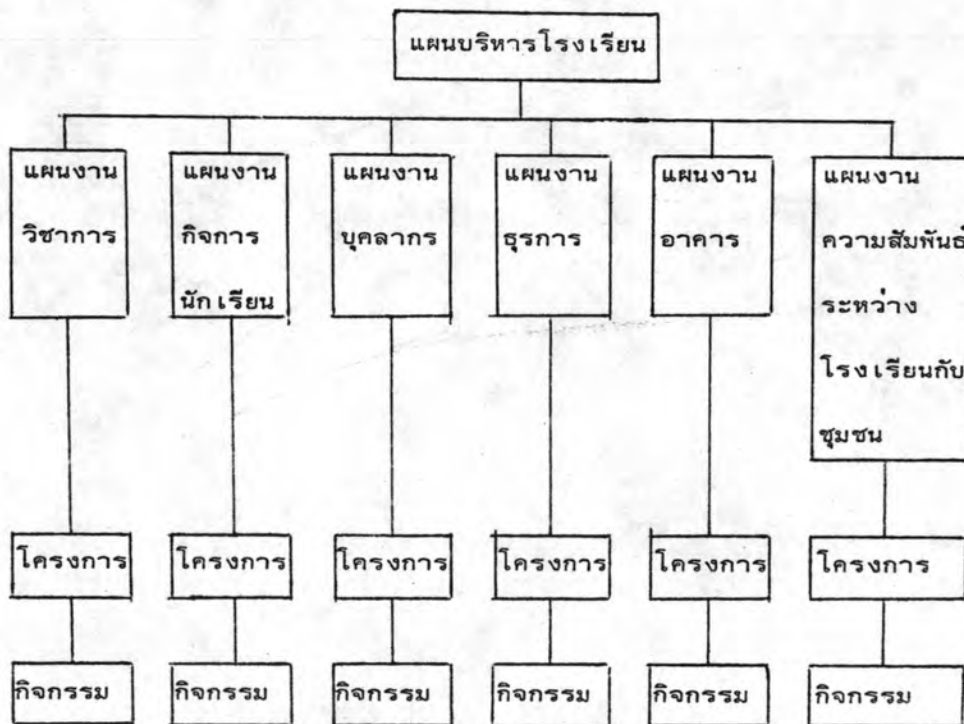 แผนบริหารโรงเรียน
แผนงาน
วิชาการ
แผนงาน
กิจการ
นักเรียน
แผนงาน
บุคลากร
แผนงาน
ธุรการ
แผนงาน
อาคาร
แผนงาน
ความสัมพันธ์
ระหว่าง
โรงเรียนกับ
ชุมชน
โครงการ
โครงการ
โครงการ
โครงการ
โครงการ
โครงการ
กิจกรรม
กิจกรรม
กิจกรรม
กิจกรรม
กิจกรรม
กิจกรรม